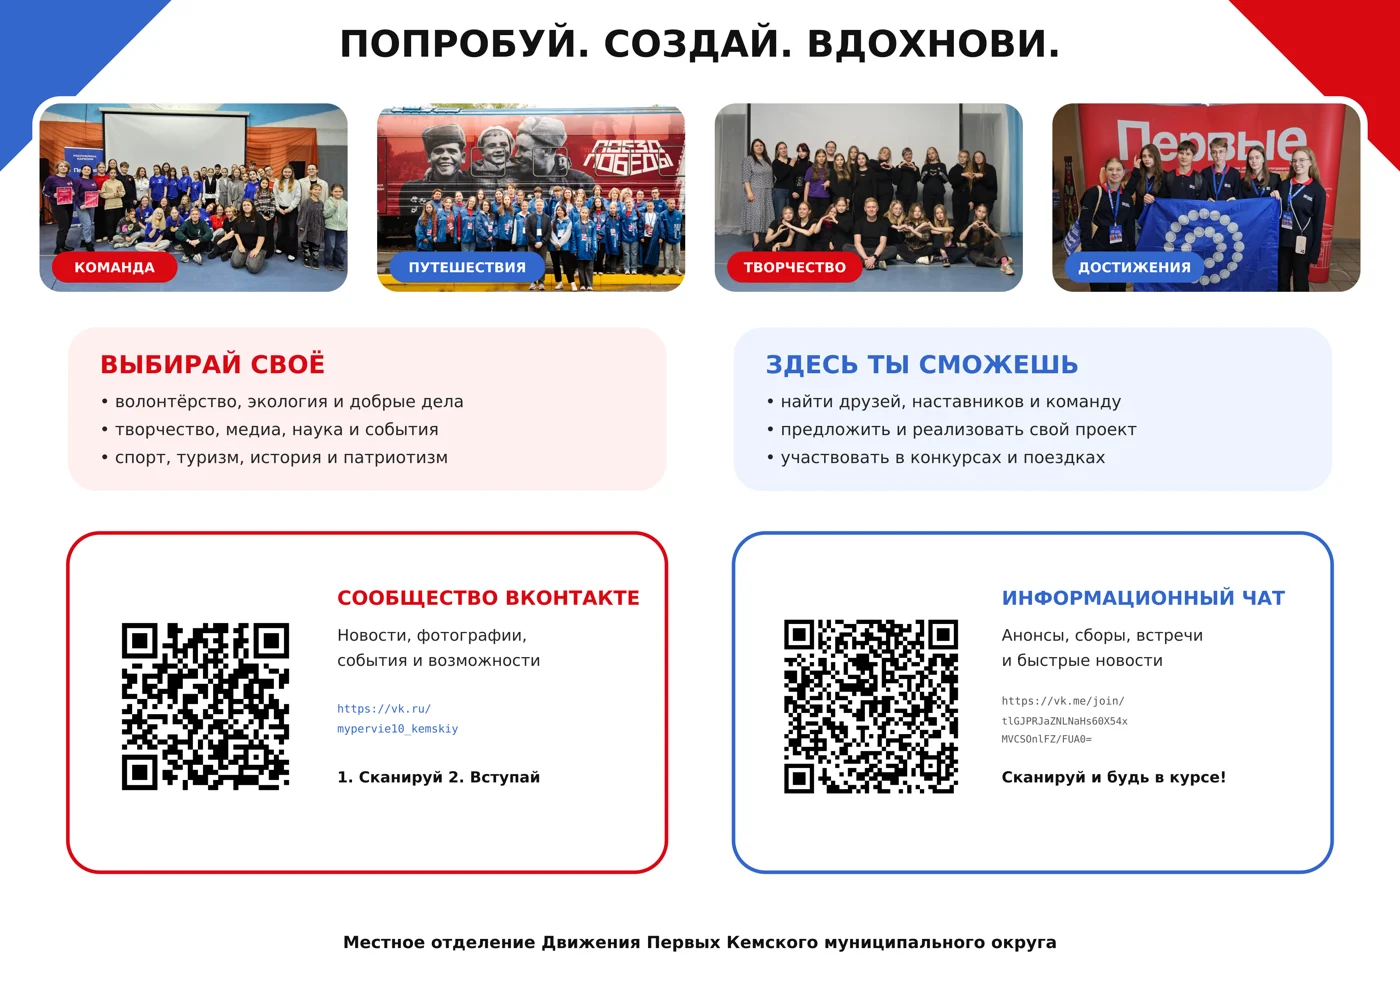 ПОПРОБУЙ. СОЗДАЙ. ВДОХНОВИ.
КОМАНДА
ПОЕЗД
ПОБЕДЫ
ПУТЕШЕСТВИЯ
ТВОРЧЕСТВО
Первые
ДОСТИЖЕНИЯ
ВЫБИРАЙ СВОЁ
• волонтёрство, экология и добрые дела
• творчество, медиа, наука и события
• спорт, туризм, история и патриотизм
ЗДЕСЬ ТЫ СМОЖЕШЬ
• найти друзей, наставников и команду
• предложить и реализовать свой проект
• участвовать в конкурсах и поездках
СООБЩЕСТВО ВКОНТАКТЕ
Новости, фотографии,
события и возможности
https://vk.ru/
mypervie10_kemskiy
1. Сканируй 2. Вступай
ИНФОРМАЦИОННЫЙ ЧАТ
Анонсы, сборы, встречи
и быстрые новости
https://vk.me/join/
tlGJPRJaZNLNaHs60X54x
MVCSOnlFZ/FUA0=
Сканируй и будь в курсе!
Местное отделение Движения Первых Кемского муниципального округа